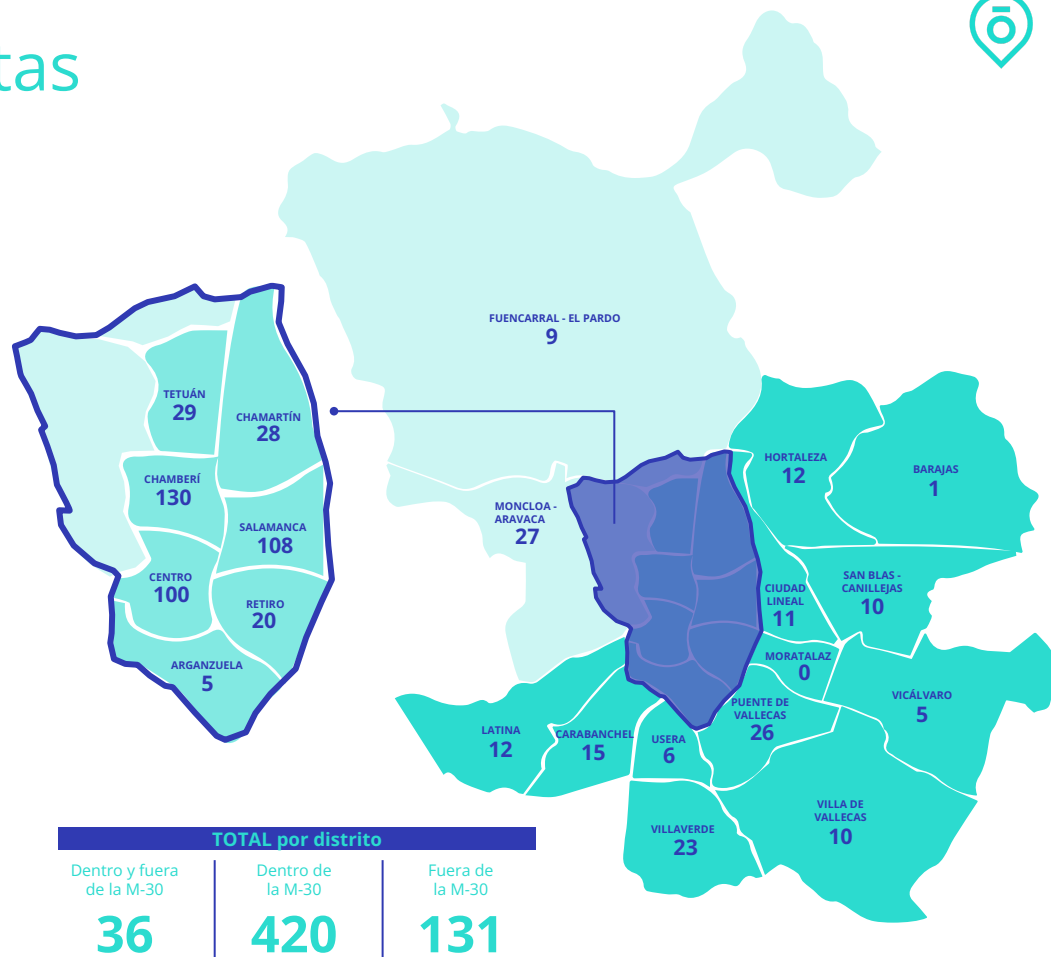 tas
ō
FUENCARRAL - EL PARDO
9
TETUÁN
29
CHAMARTÍN
28
HORTALEZA
12
BARAJAS
1
CHAMBERÍ
130
MONCLOA -
ARAVACA
27
SALAMANCA
108
CENTRO
100
RETIRO
20
CIUDAD
LINEAL
11
SAN BLAS -
CANILLEJAS
10
MORATALAZ
0
ARGANZUELA
5
VICÁLVARO
5
PUENTE DE
VALLECAS
26
LATINA
12
CARABANCHEL
15
USERA
6
VILLA DE
VALLECAS
10
VILLAVERDE
23
TOTAL por distrito
Dentro y fuera
de la M-30
36
Dentro de
la M-30
420
Fuera de
la M-30
131